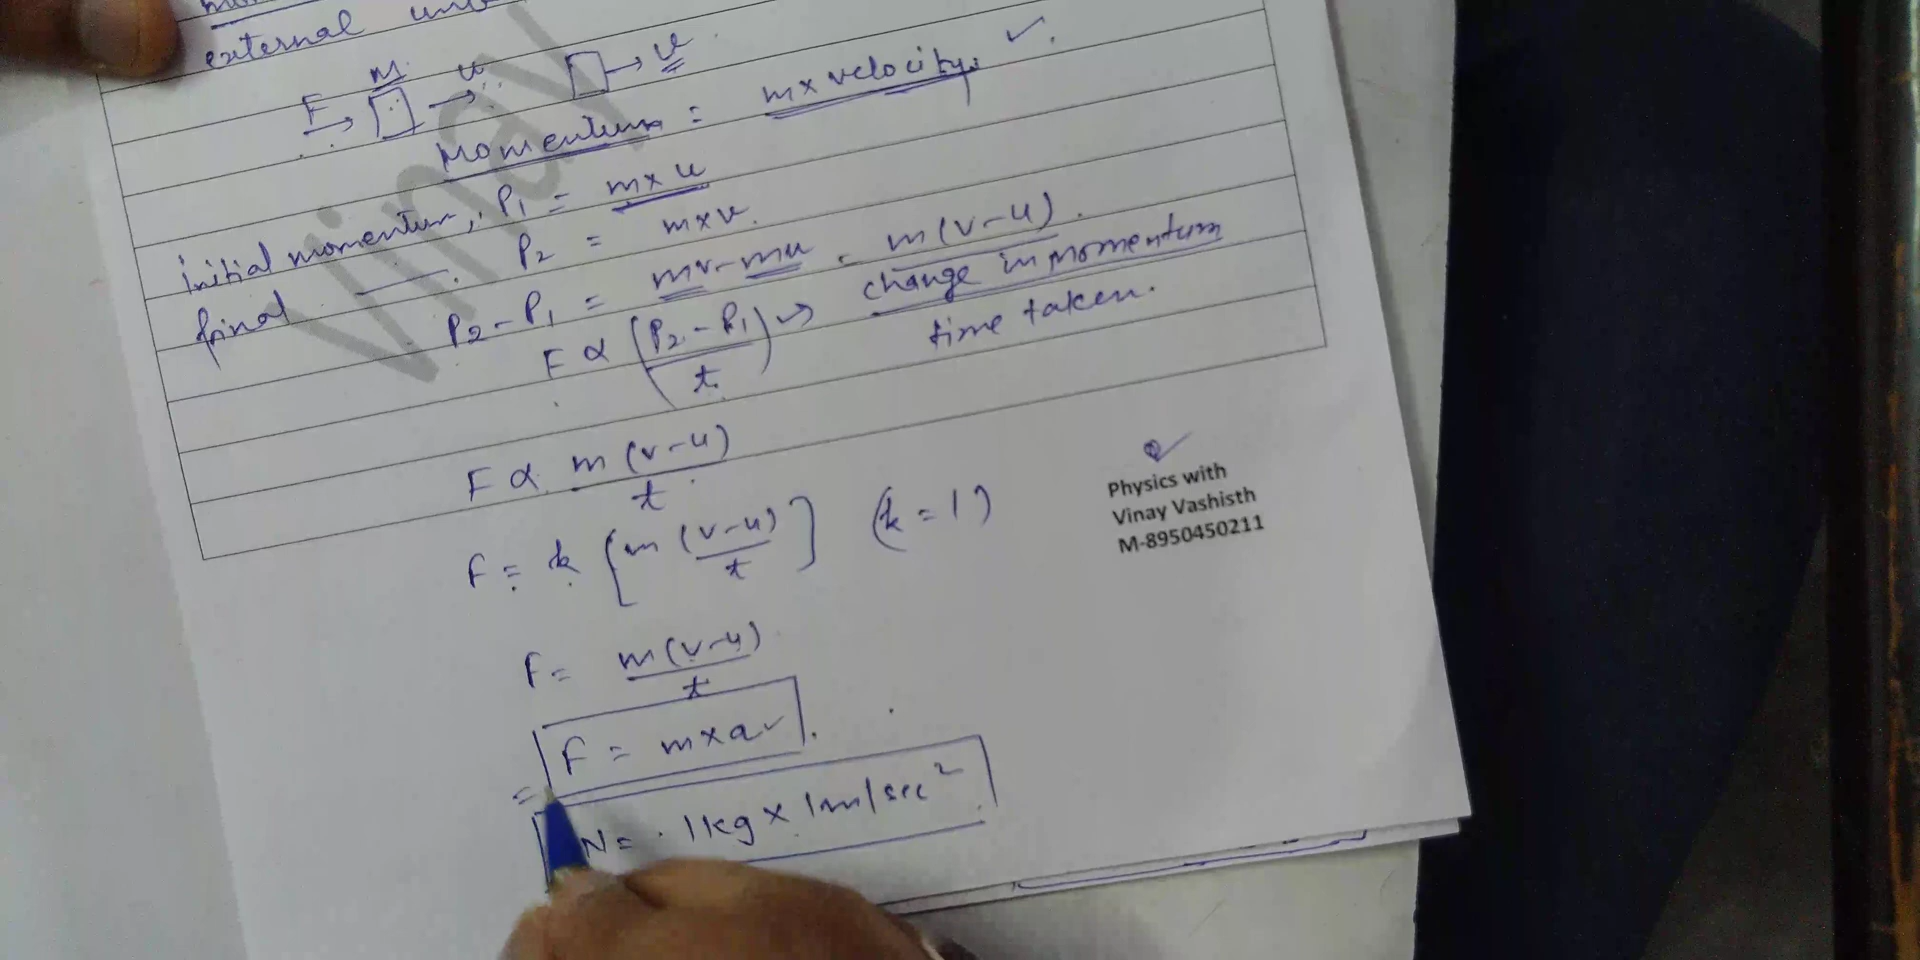 external
M
F → u → → v
Momentum = m x velocity.
initial momentum, P₁ = m x u
final ——. P₂ = m x v.
P₂ - P₁ = mv - mu = m(v-u).
F ∝ (P₂ - P₁ / t) → change in momentum / time taken.
F ∝ m(v-u) / t
F = k [m (v-u) / t] (k = 1)
F = m(v-u) / t
F = m x a
N = 1kg x 1m/sec²
Physics with
Vinay Vashisth
M-8950450211
Vinay